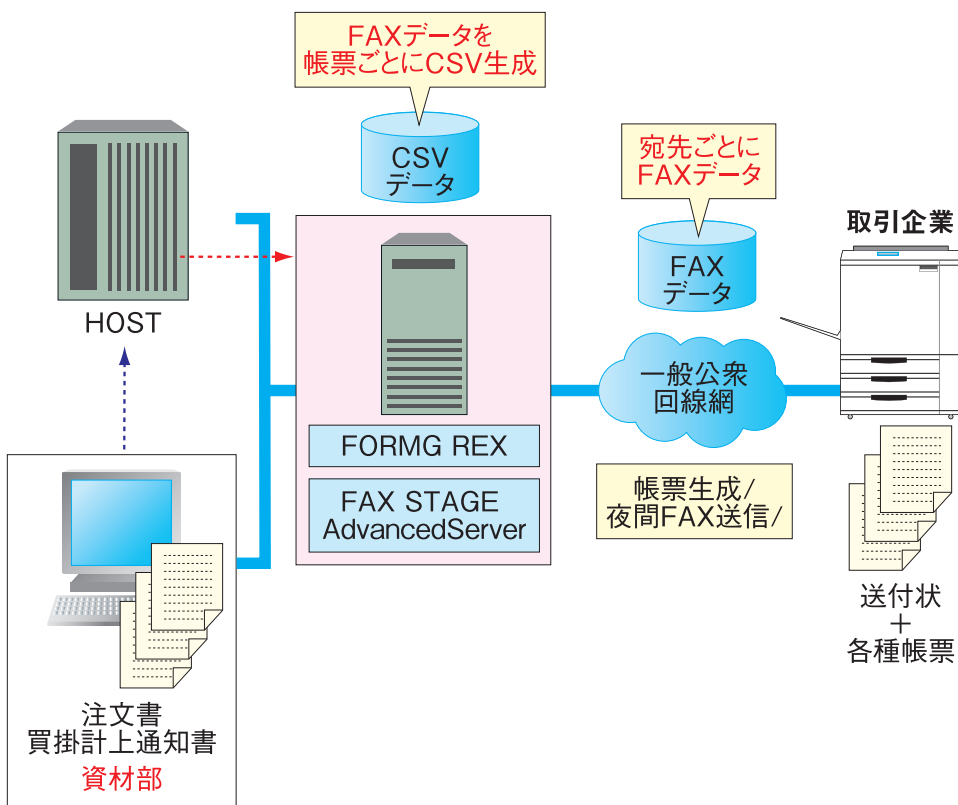 FAXデータを
帳票ごとにCSV生成
CSV
データ
宛先ごとに
FAXデータ
FAX
データ
取引企業
HOST
一般公衆
回線網
FORMG REX
FAX STAGE
AdvancedServer
帳票生成/
夜間FAX送信/
送付状
+
各種帳票
注文書
買掛計上通知書
資材部